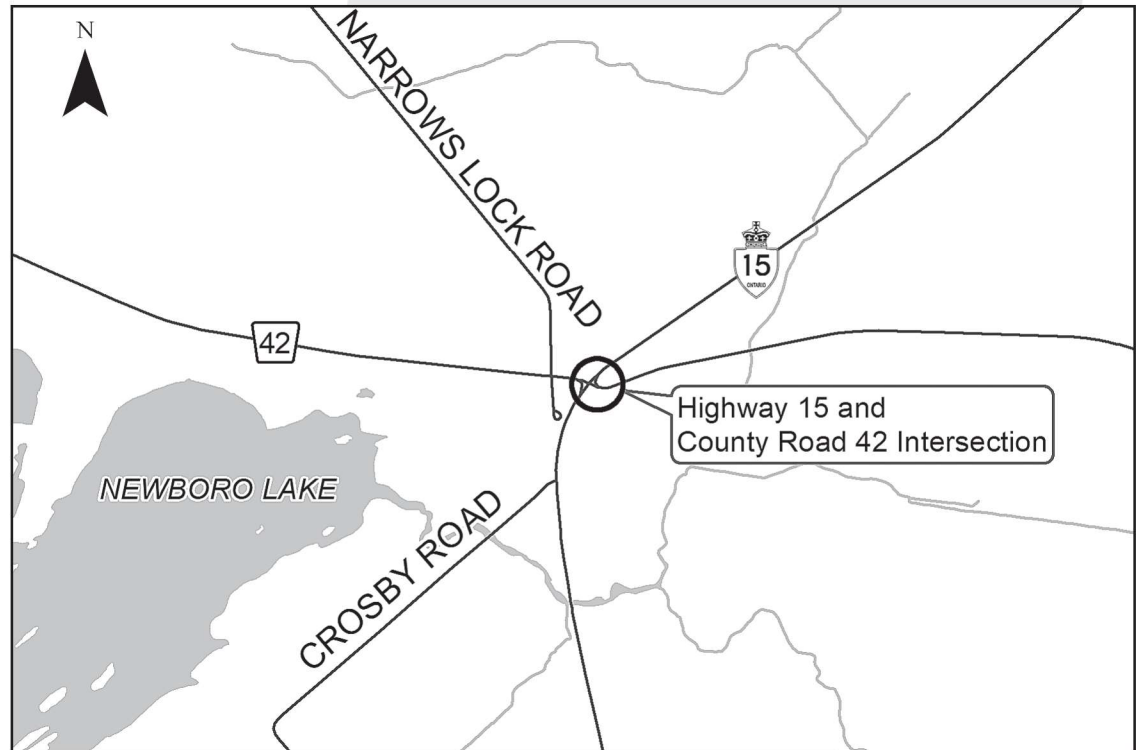 N
NARROWS LOCK ROAD
15
ONTARIO
42
Highway 15 and
County Road 42 Intersection
NEWBORO LAKE
CROSBY ROAD